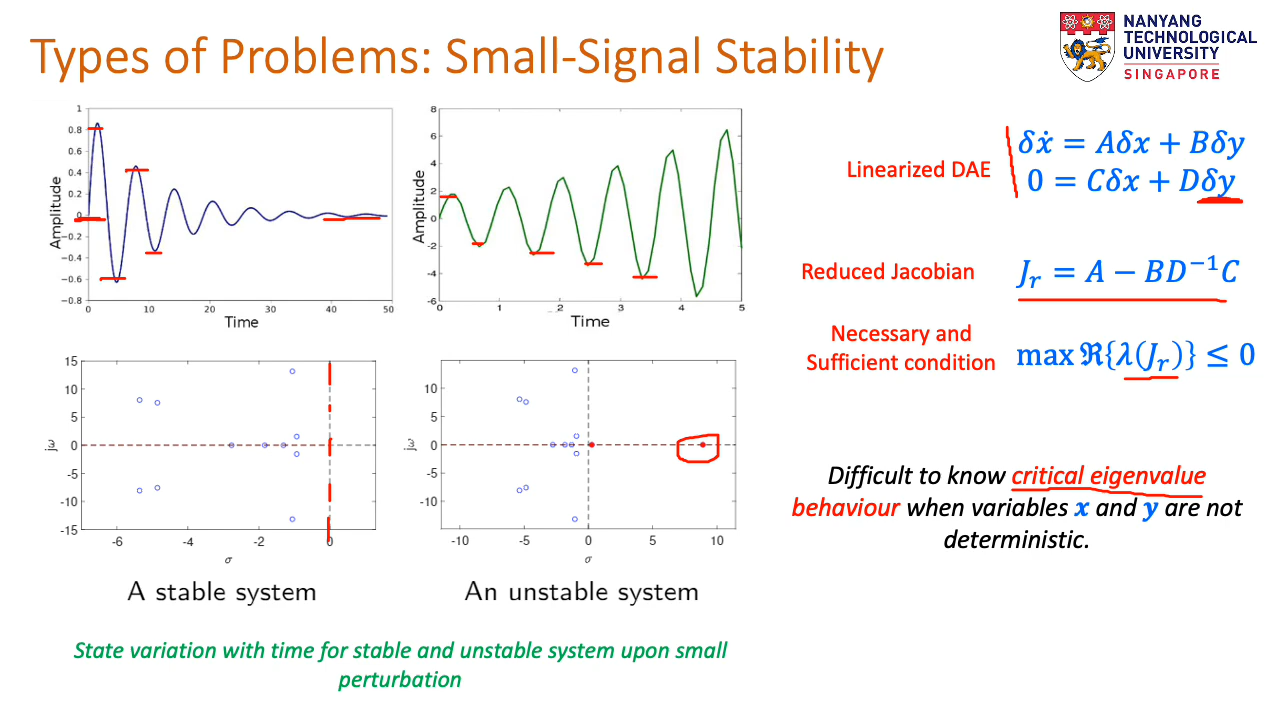 Types of Problems: Small-Signal Stability
NANYANG
TECHNOLOGICAL
UNIVERSITY
SINGAPORE
1
0.8
0.6
0.4
0.2
0
−0.2
−0.4
−0.6
−0.8
Amplitude
0 10 20 30 40 50
Time
8
6
4
2
0
−2
−4
−6
Amplitude
0 1 2 3 4 5
Time
15
10
5
0
-5
-10
-15
jω
-6 -4 -2 0
σ
A stable system
15
10
5
0
-5
-10
jω
-10 -5 0 5 10
σ
An unstable system
State variation with time for stable and unstable system upon small
perturbation
Linearized DAE
δẋ = Aδx + Bδy
0 = Cδx + Dδy
Reduced Jacobian
J_r = A − BD⁻¹C
Necessary and
Sufficient condition
max ℜ{λ(J_r)} ≤ 0
Difficult to know critical eigenvalue
behaviour when variables x and y are not
deterministic.